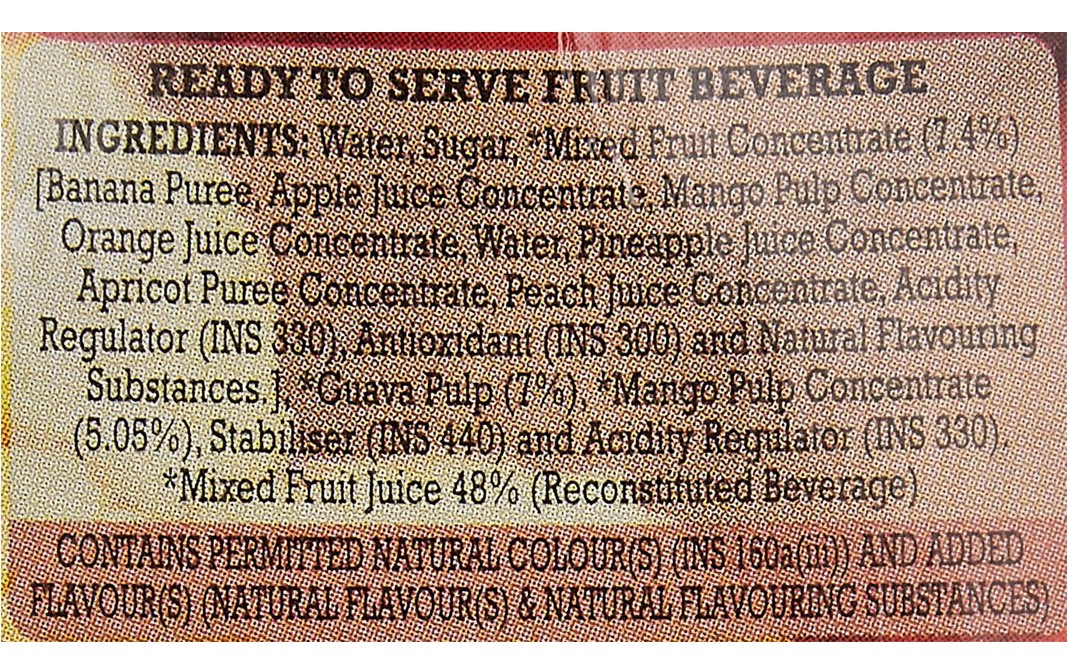 READY TO SERVE FRUIT BEVERAGE
INGREDIENTS: Water, Sugar, *Mixed Fruit Concentrate (7.4%)
[Banana Puree, Apple Juice Concentrate, Mango Pulp Concentrate,
Orange Juice Concentrate, Water, Pineapple Juice Concentrate,
Apricot Puree Concentrate, Peach Juice Concentrate, Acidity
Regulator (INS 330), Antioxidant (INS 300) and Natural Flavouring
Substances.], *Guava Pulp (7%), *Mango Pulp Concentrate
(5.05%), Stabiliser (INS 440) and Acidity Regulator (INS 330).
*Mixed Fruit Juice 48% (Reconstituted Beverage)
CONTAINS PERMITTED NATURAL COLOUR(S) (INS 160a(iii)) AND ADDED
FLAVOUR(S) (NATURAL FLAVOUR(S) & NATURAL FLAVOURING SUBSTANCES)